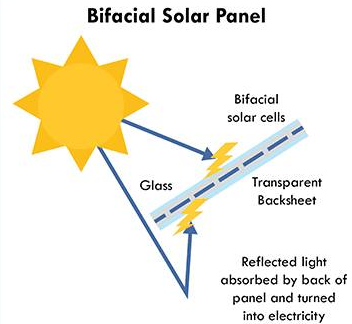 Bifacial Solar Panel
Bifacial
solar cells
Glass
Transparent
Backsheet
Reflected light
absorbed by back of
panel and turned
into electricity